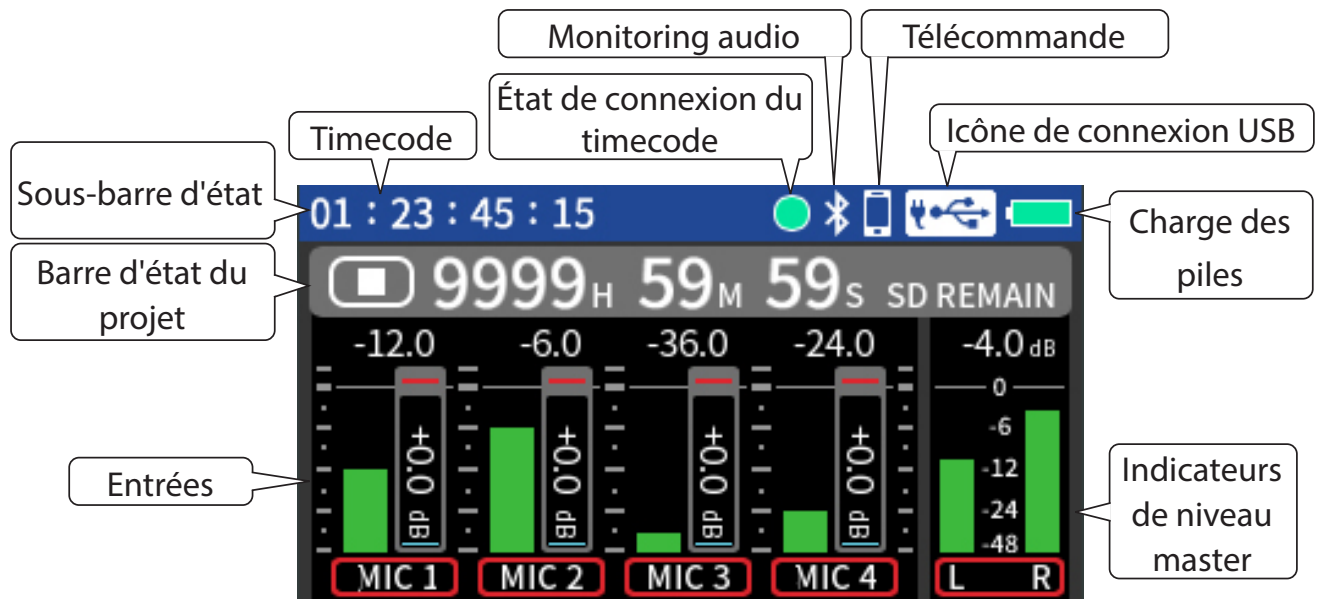 Monitoring audio
Télécommande
État de connexion du
timecode
Timecode
Icône de connexion USB
Sous-barre d'état
01 : 23 : 45 : 15
Charge des
piles
Barre d'état du
projet
9999H 59M 59S SD REMAIN
-12.0 -6.0 -36.0 -24.0 -4.0 dB
0
-6
-12
-24
-48
+0.0 dB +0.0 dB +0.0 dB +0.0 dB
Entrées
Indicateurs
de niveau
master
MIC 1 MIC 2 MIC 3 MIC 4 L R